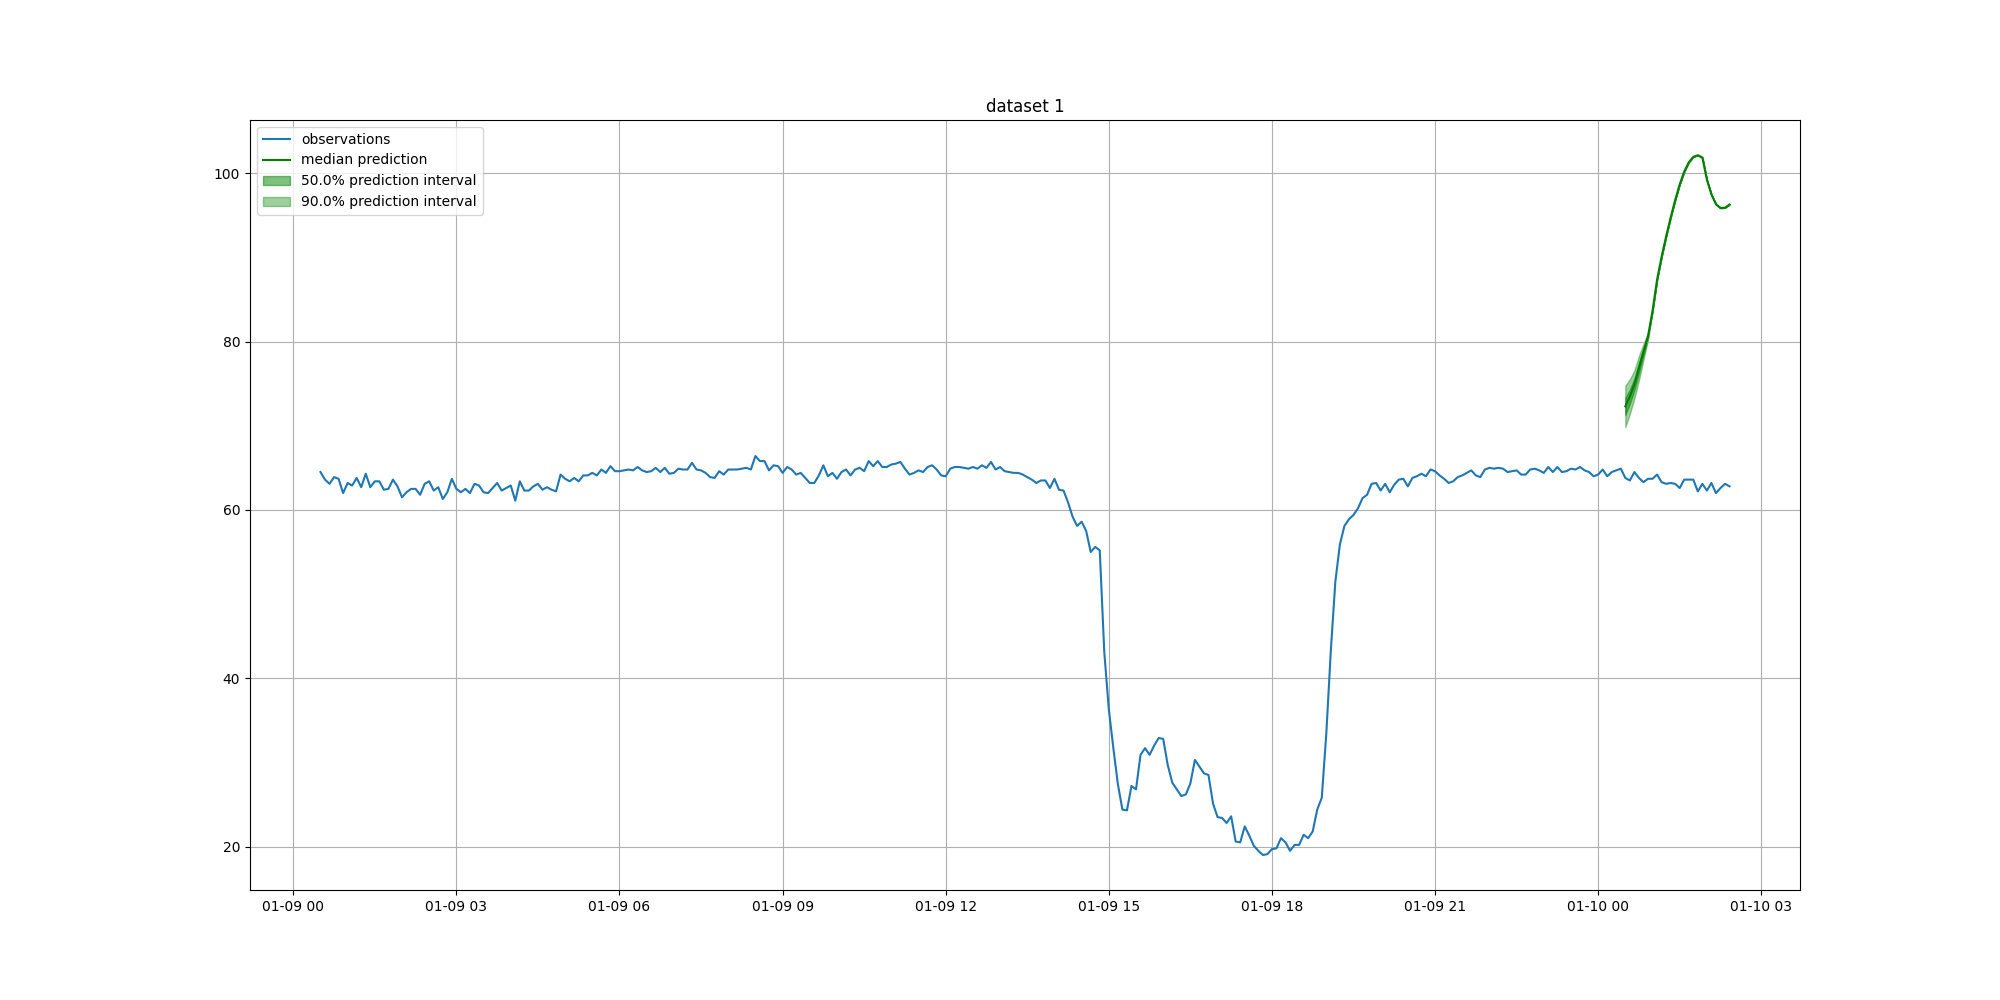 dataset 1
observations
median prediction
50.0% prediction interval
90.0% prediction interval
100
80
60
40
20
01-09 00 01-09 03 01-09 06 01-09 09 01-09 12 01-09 15 01-09 18 01-09 21 01-10 00 01-10 03